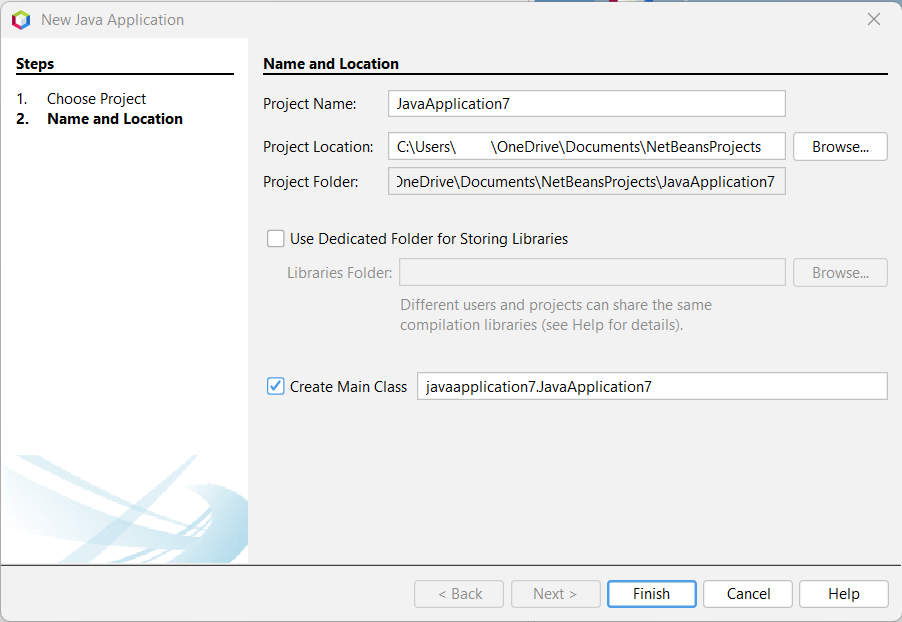 New Java Application
Steps
1. Choose Project
2. Name and Location
Name and Location
Project Name: JavaApplication7
Project Location: C:\Users\ \OneDrive\Documents\NetBeansProjects Browse...
Project Folder: OneDrive\Documents\NetBeansProjects\JavaApplication7
Use Dedicated Folder for Storing Libraries
Libraries Folder: Browse...
Different users and projects can share the same
compilation libraries (see Help for details).
Create Main Class javaapplication7.JavaApplication7
< Back Next > Finish Cancel Help